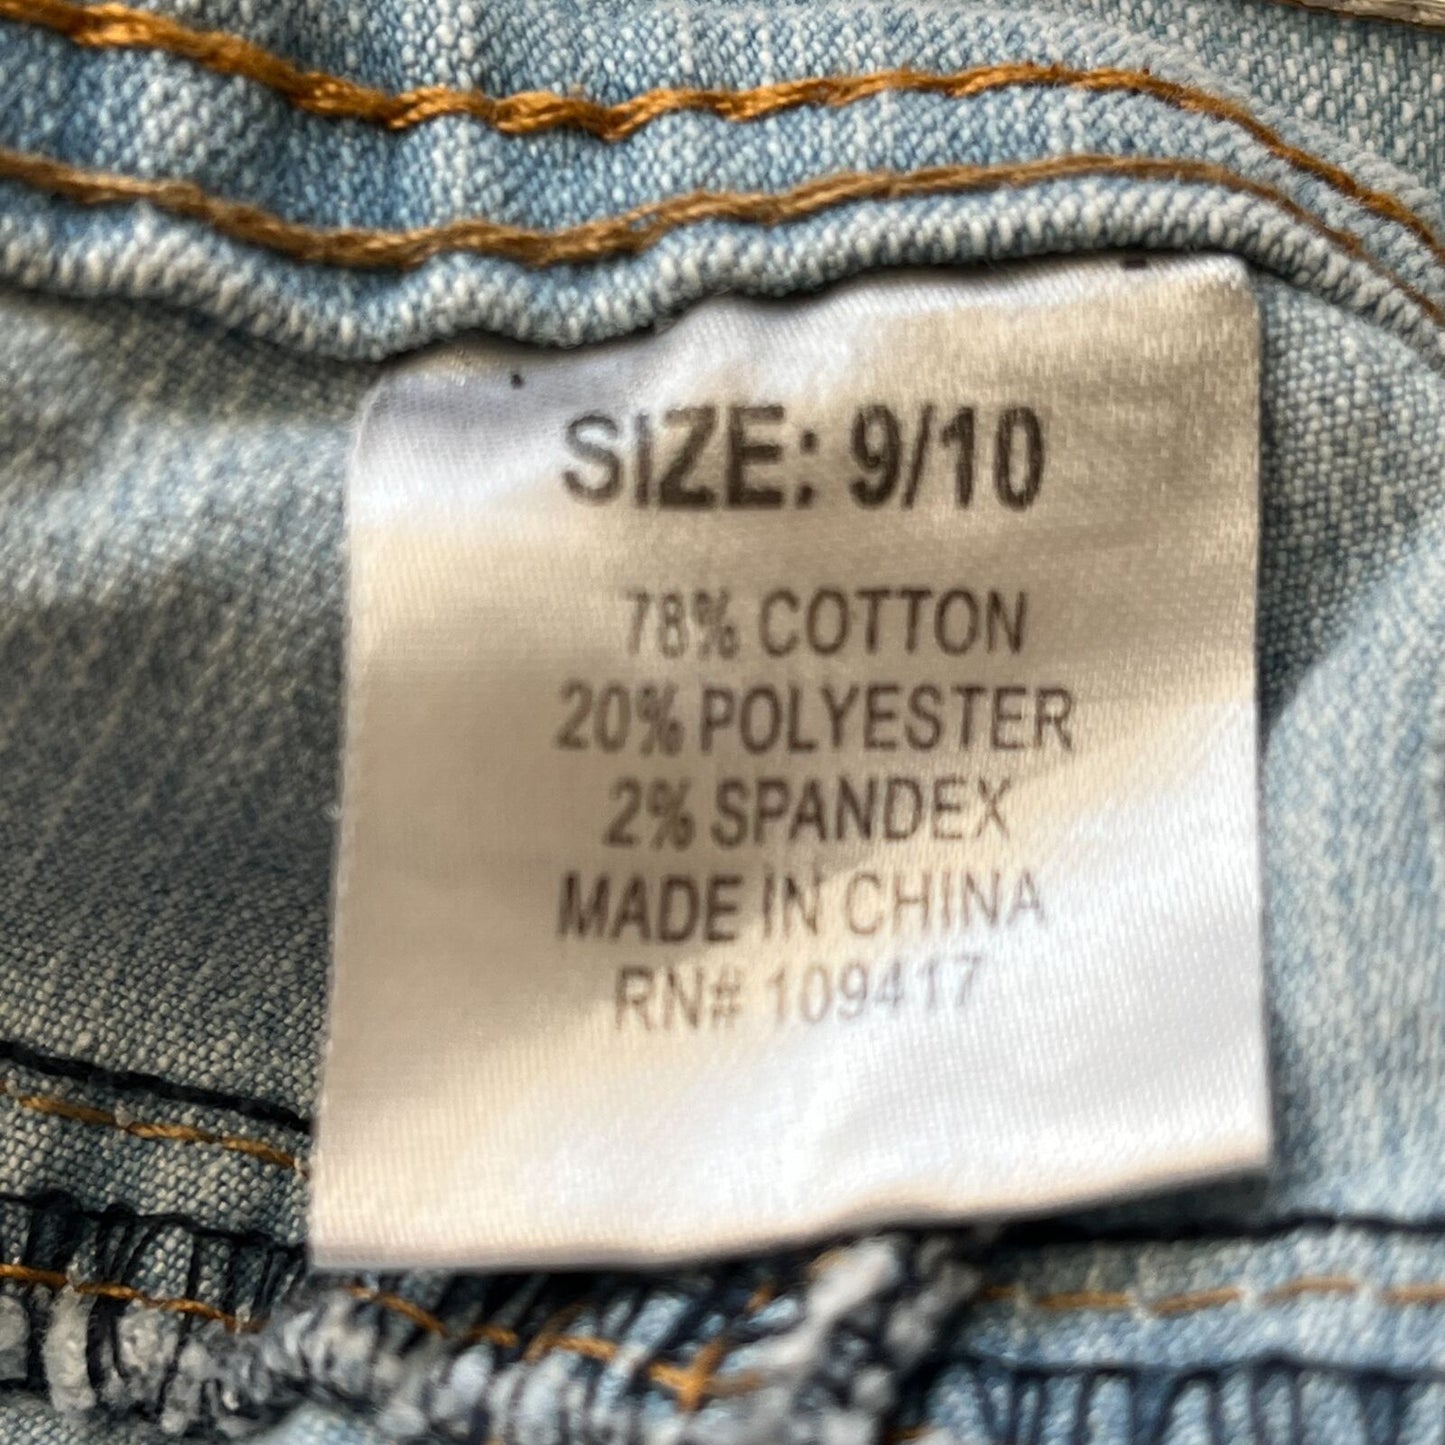 SIZE: 9/10
78% COTTON
20% POLYESTER
2% SPANDEX
MADE IN CHINA
RN# 109417